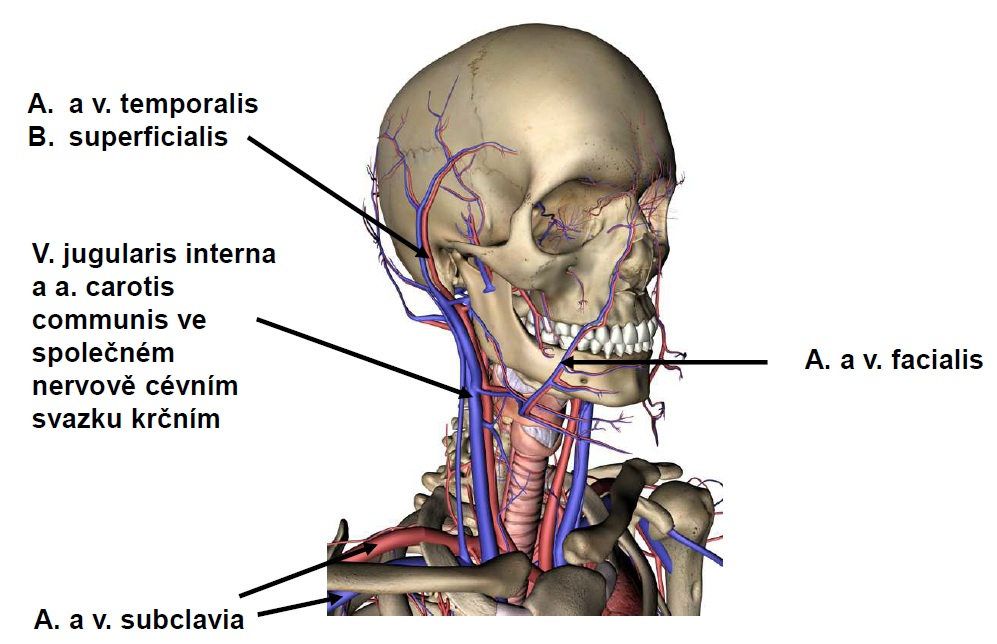 A. a v. temporalis
B. superficialis
V. jugularis interna
a a. carotis
communis ve
společném
nervově cévním
svazku krčním
A. a v. facialis
A. a v. subclavia